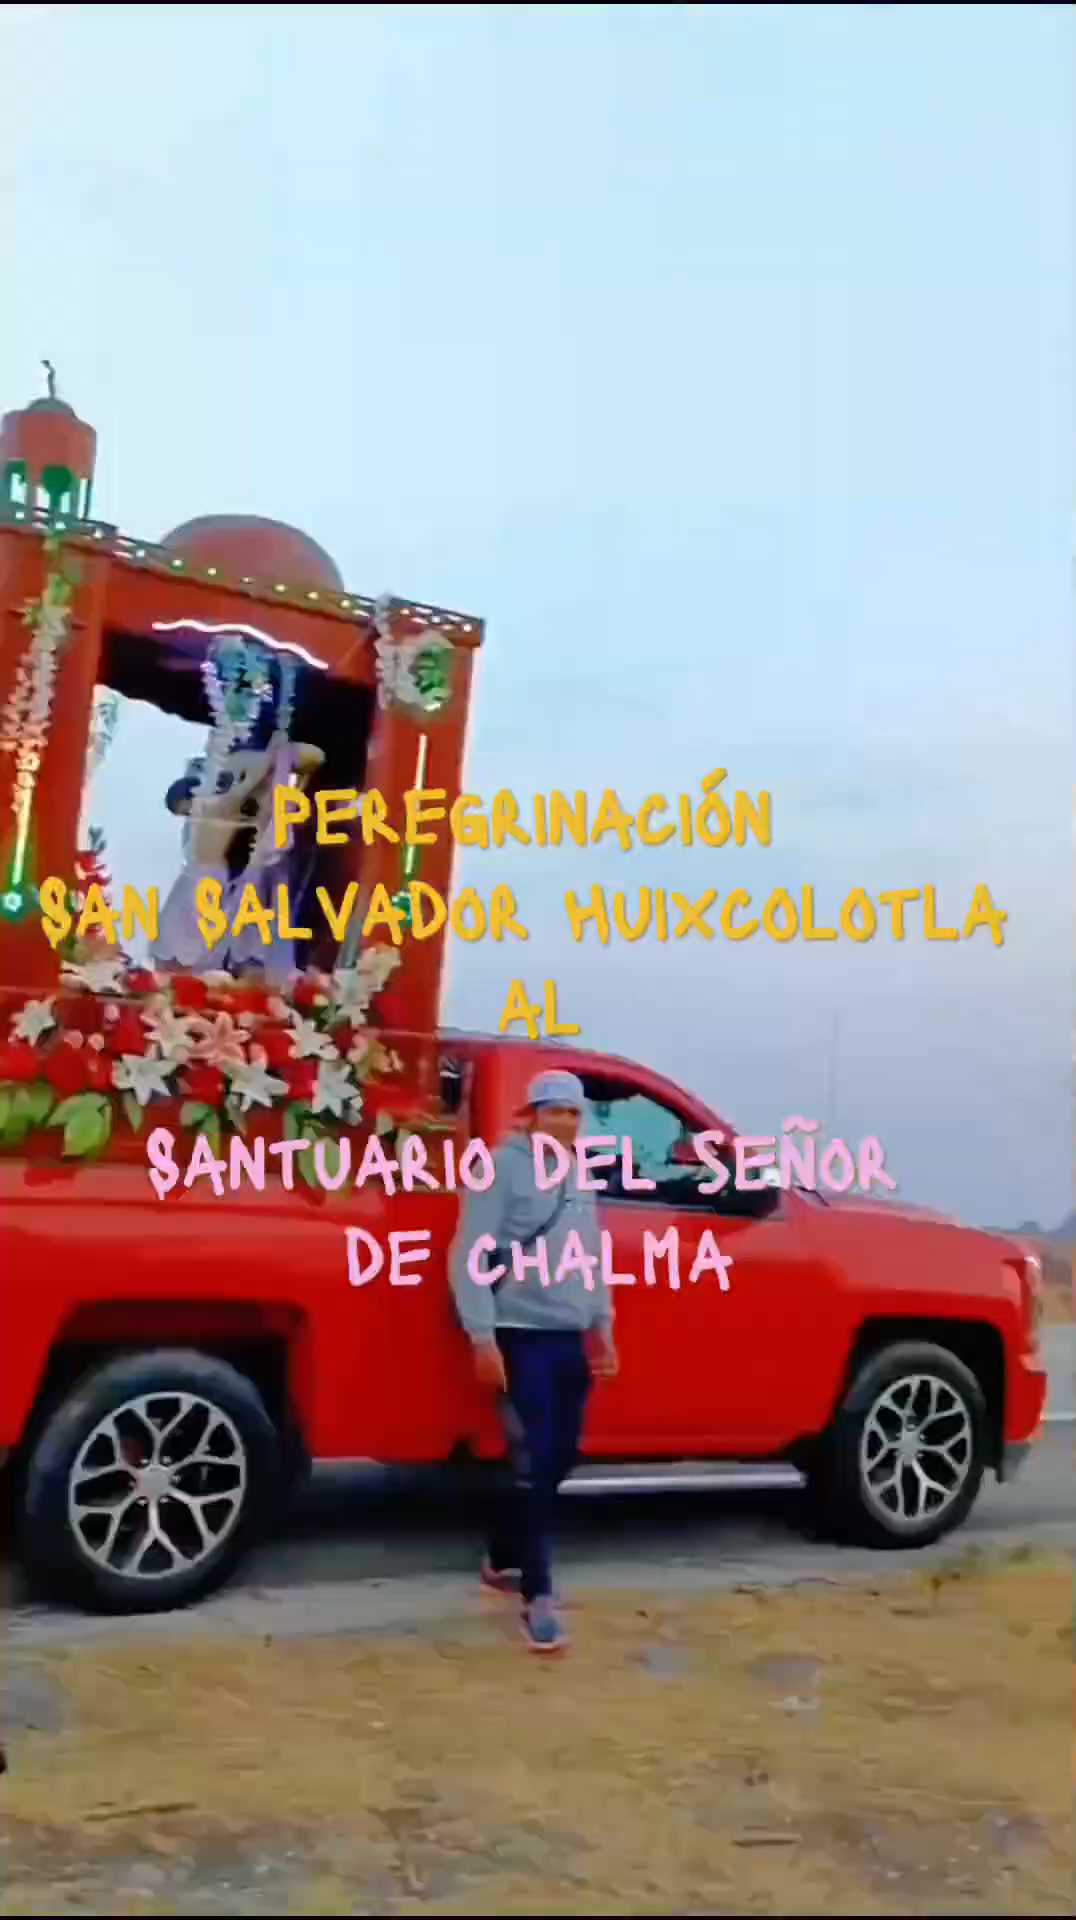 PEREGRINACIÓN
SAN SALVADOR HUIXCOLOTLA
AL
SANTUARIO DEL SEÑOR
DE CHALMA